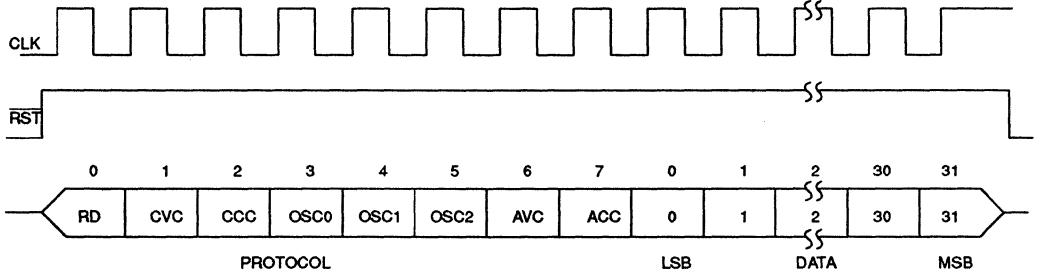 CLK
RST
0 1 2 3 4 5 6 7 0 1 2 30 31
RD CVC CCC OSC0 OSC1 OSC2 AVC ACC 0 1 2 30 31
PROTOCOL LSB DATA MSB